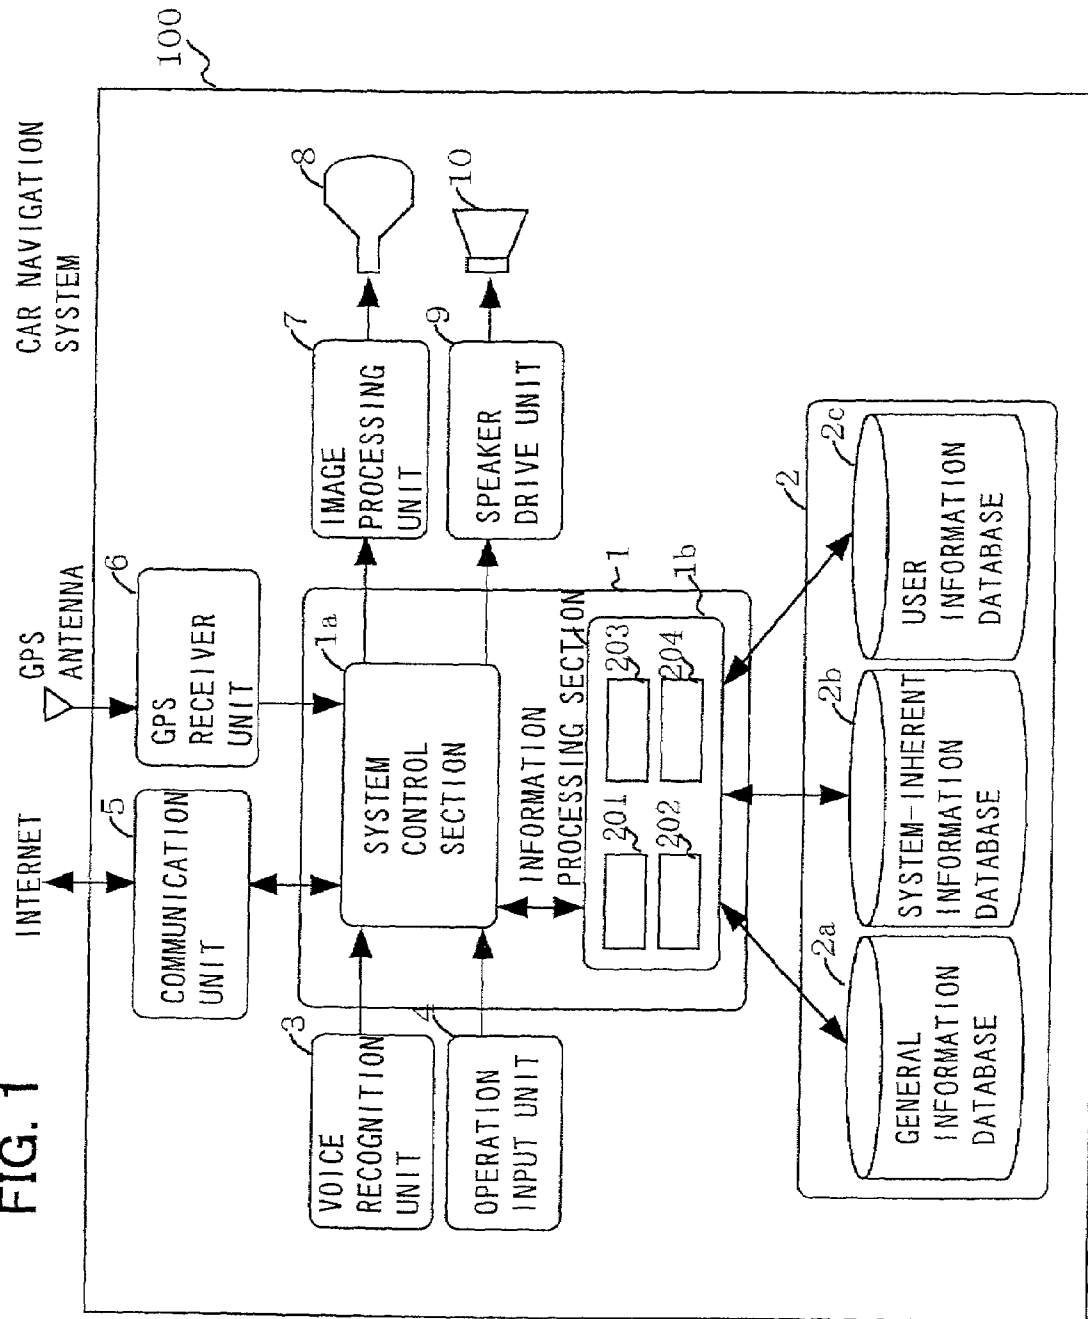 FIG. 1
INTERNET
GPS
ANTENNA
CAR NAVIGATION
SYSTEM
100
5
COMMUNICATION
UNIT
6
GPS
RECEIVER
UNIT
3
VOICE
RECOGNITION
UNIT
4
OPERATION
INPUT UNIT
1a
SYSTEM
CONTROL
SECTION
7
IMAGE
PROCESSING
UNIT
8
9
SPEAKER
DRIVE UNIT
10
INFORMATION
PROCESSING SECTION
1
1b
201
203
202
204
2
2a
GENERAL
INFORMATION
DATABASE
2b
SYSTEM-INHERENT
INFORMATION
DATABASE
2c
USER
INFORMATION
DATABASE